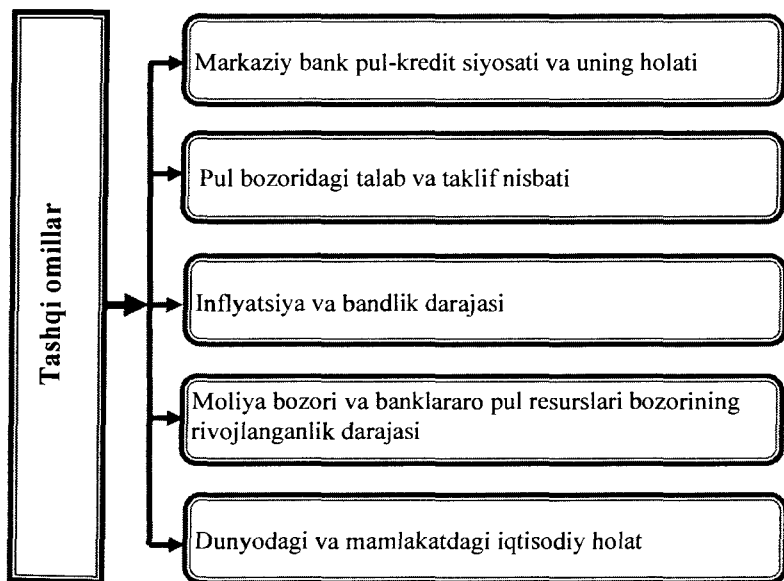 Tashqi omillar
Markaziy bank pul-kredit siyosati va uning holati
Pul bozoridagi talab va taklif nisbati
Inflyatsiya va bandlik darajasi
Moliya bozori va banklararo pul resurslari bozorining
rivojlanganlik darajasi
Dunyodagi va mamlakatdagi iqtisodiy holat